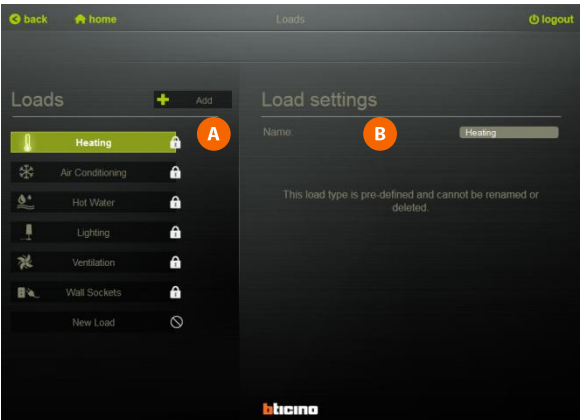 back
home
Loads
logout
Loads
Add
Load settings
A
B
Name:
Heating
Heating
Air Conditioning
This load type is pre-defined and cannot be renamed or
deleted.
Hot Water
Lighting
Ventilation
Wall Sockets
New Load
bticino